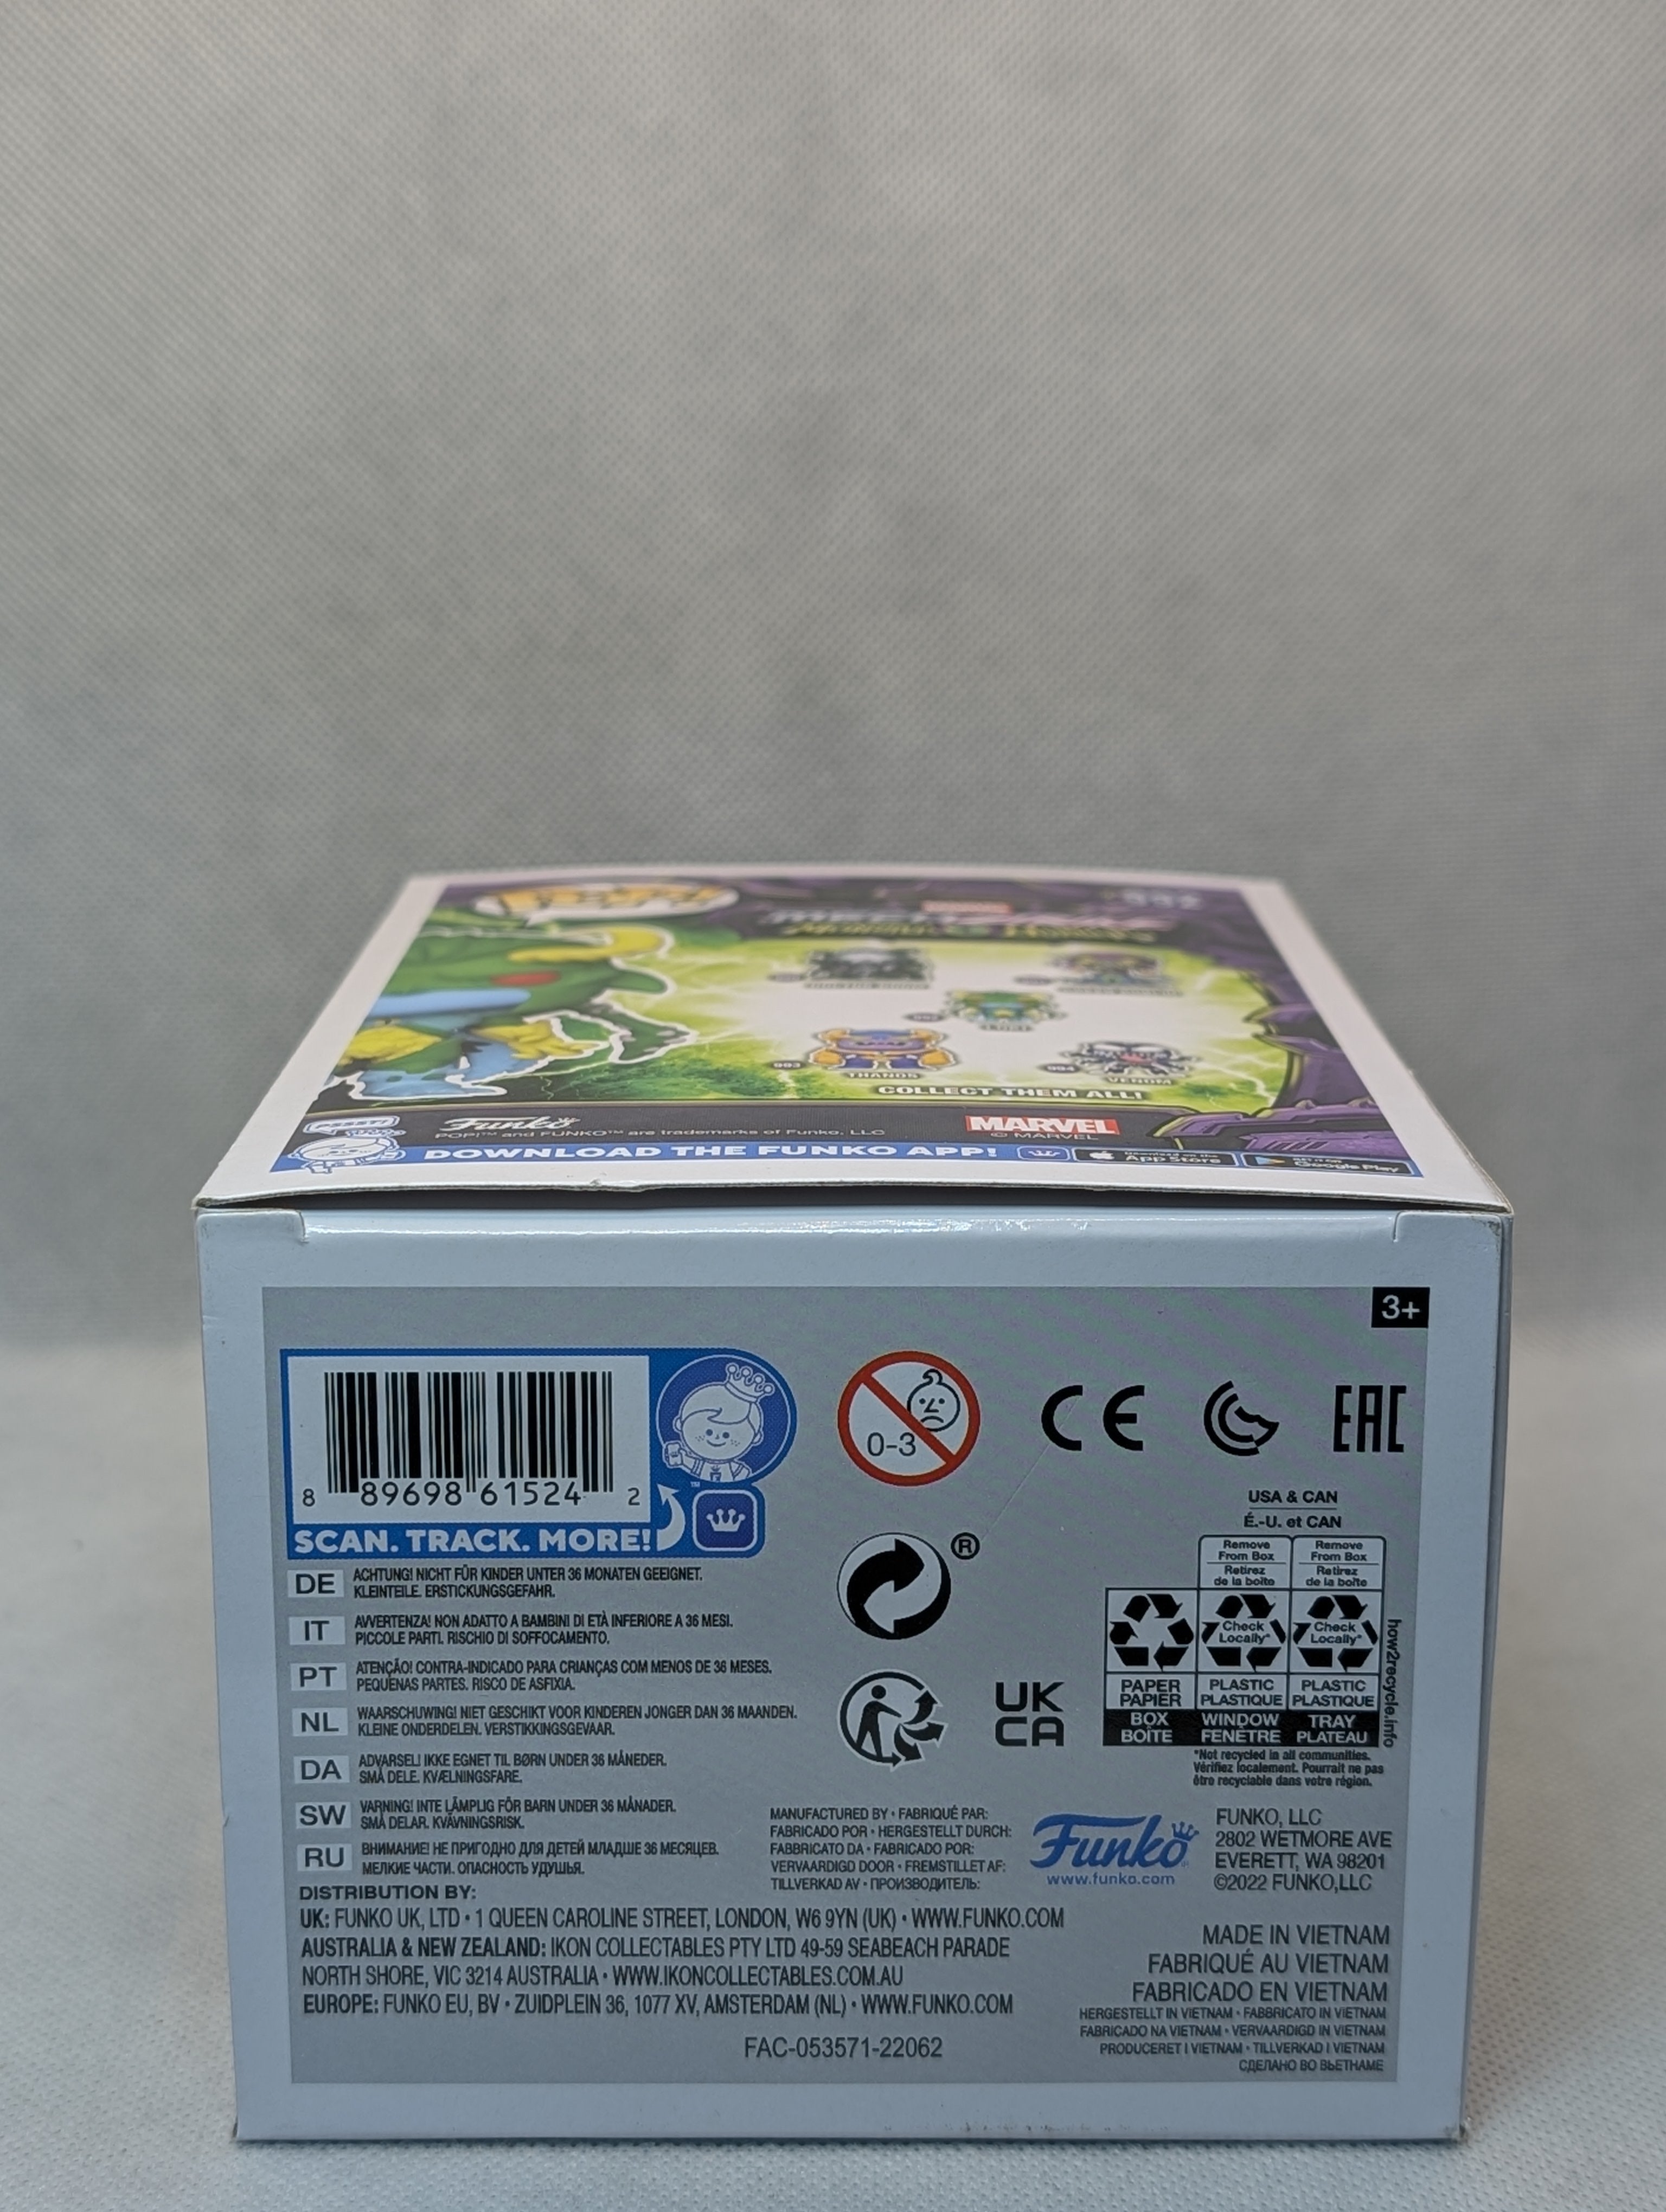 MARVEL
COLLECT THEM ALL!
993
THANOS
994
VENOM
PSSST!
Funko
POP!™ and FUNKO™ are trademarks of Funko, LLC
MARVEL
© MARVEL
DOWNLOAD THE FUNKO APP!
Download on the
App Store
GET IT ON
Google Play
3+
8 89698 61524 2
™
SCAN. TRACK. MORE!
0-3
CE
EAC
®
USA & CAN
É.-U. et CAN
Remove
From Box
Retirez
de la boîte
Remove
From Box
Retirez
de la boîte
Check
Locally*
Check
Locally*
PAPER
PAPIER
PLASTIC
PLASTIQUE
PLASTIC
PLASTIQUE
BOX
BOÎTE
WINDOW
FENÊTRE
TRAY
PLATEAU
how2recycle.info
*Not recycled in all communities.
Vérifiez localement. Pourrait ne pas
être recyclable dans votre région.
UK
CA
DE ACHTUNG! NICHT FÜR KINDER UNTER 36 MONATEN GEEIGNET.
KLEINTEILE. ERSTICKUNGSGEFAHR.
IT AVVERTENZA! NON ADATTO A BAMBINI DI ETÀ INFERIORE A 36 MESI.
PICCOLE PARTI. RISCHIO DI SOFFOCAMENTO.
PT ATENÇÃO! CONTRA-INDICADO PARA CRIANÇAS COM MENOS DE 36 MESES.
PEQUENAS PARTES. RISCO DE ASFIXIA.
NL WAARSCHUWING! NIET GESCHIKT VOOR KINDEREN JONGER DAN 36 MAANDEN.
KLEINE ONDERDELEN. VERSTIKKINGSGEVAAR.
DA ADVARSEL! IKKE EGNET TIL BØRN UNDER 36 MÅNEDER.
SMÅ DELE. KVÆLNINGSFARE.
SW VARNING! INTE LÄMPLIG FÖR BARN UNDER 36 MÅNADER.
SMÅ DELAR. KVÄVNINGSRISK.
RU ВНИМАНИЕ! НЕ ПРИГОДНО ДЛЯ ДЕТЕЙ МЛАДШЕ 36 МЕСЯЦЕВ.
МЕЛКИЕ ЧАСТИ. ОПАСНОСТЬ УДУШЬЯ.
MANUFACTURED BY • FABRIQUÉ PAR:
FABRICADO POR • HERGESTELLT DURCH:
FABBRICATO DA • FABRICADO POR:
VERVAARDIGD DOOR • FREMSTILLET AF:
TILLVERKAD AV • ПРОИЗВОДИТЕЛЬ:
Funko
www.funko.com
FUNKO, LLC
2802 WETMORE AVE
EVERETT, WA 98201
©2022 FUNKO,LLC
DISTRIBUTION BY:
UK: FUNKO UK, LTD • 1 QUEEN CAROLINE STREET, LONDON, W6 9YN (UK) • WWW.FUNKO.COM
AUSTRALIA & NEW ZEALAND: IKON COLLECTABLES PTY LTD 49-59 SEABEACH PARADE
NORTH SHORE, VIC 3214 AUSTRALIA • WWW.IKONCOLLECTABLES.COM.AU
EUROPE: FUNKO EU, BV • ZUIDPLEIN 36, 1077 XV, AMSTERDAM (NL) • WWW.FUNKO.COM
FAC-053571-22062
MADE IN VIETNAM
FABRIQUÉ AU VIETNAM
FABRICADO EN VIETNAM
HERGESTELLT IN VIETNAM • FABBRICATO IN VIETNAM
FABRICADO NA VIETNAM • VERVAARDIGD IN VIETNAM
PRODUCERET I VIETNAM • TILLVERKAD I VIETNAM
СДЕЛАНО ВО ВЬЕТНАМЕ